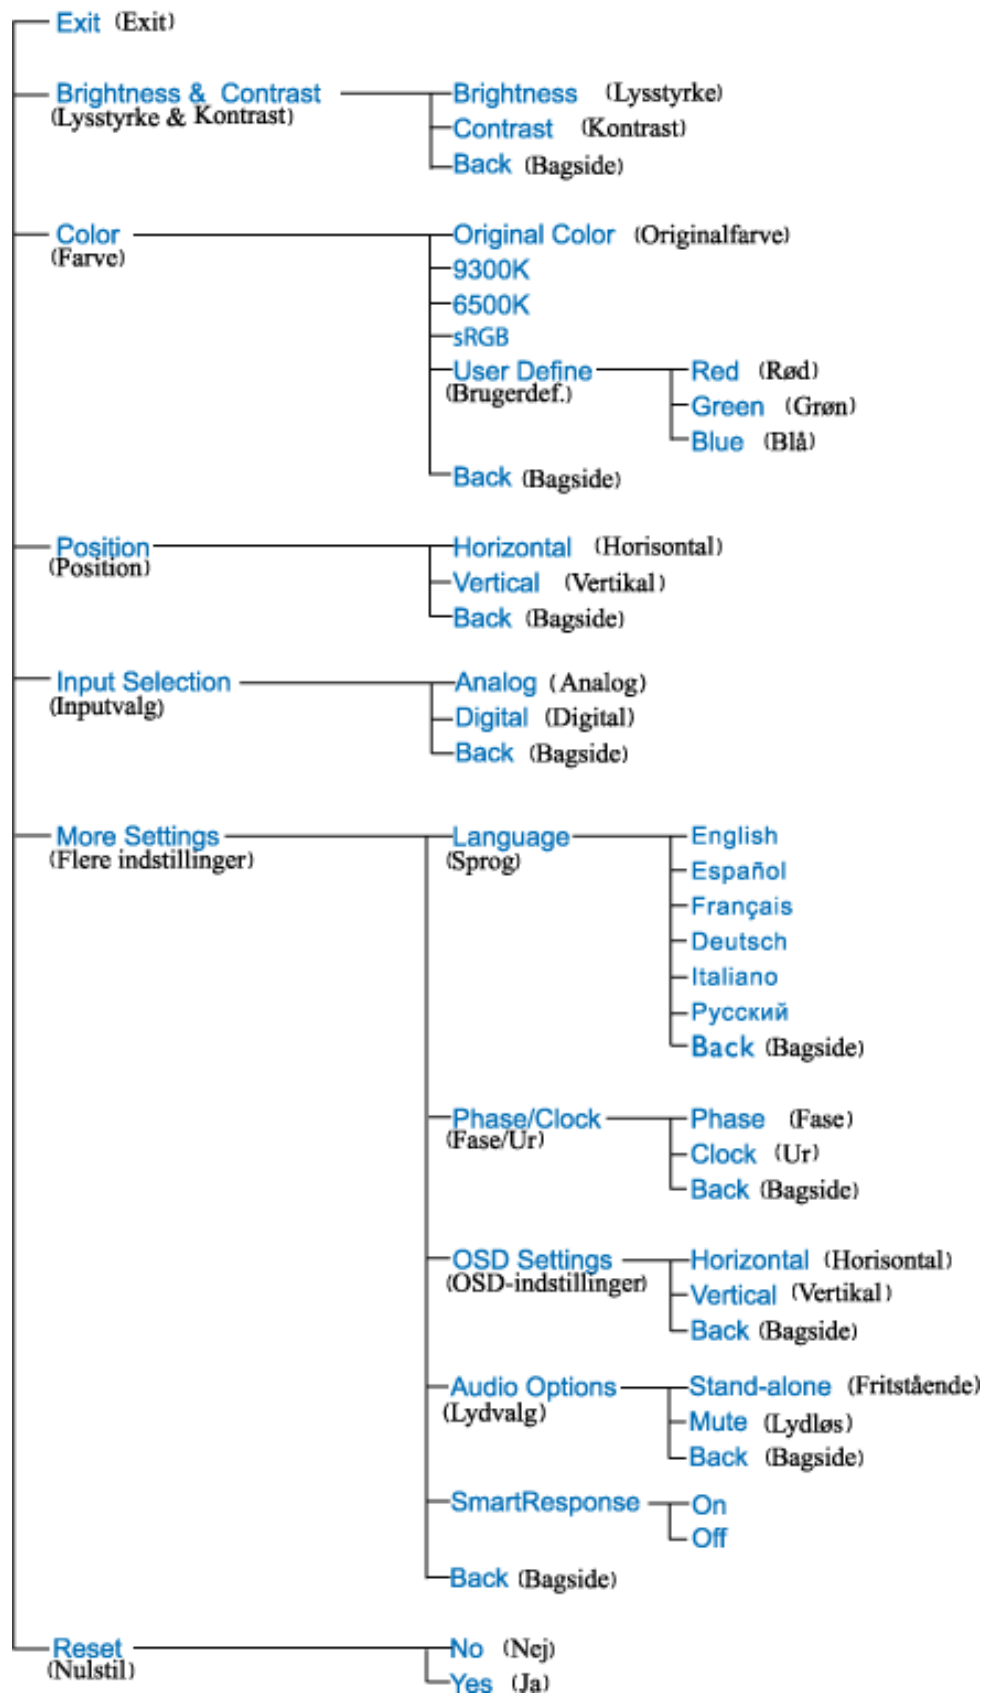 Exit (Exit)
Brightness & Contrast
(Lysstyrke & Kontrast)
Brightness (Lysstyrke)
Contrast (Kontrast)
Back (Bagside)
Color
(Farve)
Original Color (Originalfarve)
9300K
6500K
sRGB
User Define
(Brugerdef.)
Red (Rød)
Green (Grøn)
Blue (Blå)
Back (Bagside)
Position
(Position)
Horizontal (Horisontal)
Vertical (Vertikal)
Back (Bagside)
Input Selection
(Inputvalg)
Analog (Analog)
Digital (Digital)
Back (Bagside)
More Settings
(Flere indstillinger)
Language
(Sprog)
English
Español
Français
Deutsch
Italiano
Русский
Back (Bagside)
Phase/Clock
(Fase/Ur)
Phase (Fase)
Clock (Ur)
Back (Bagside)
OSD Settings
(OSD-indstillinger)
Horizontal (Horisontal)
Vertical (Vertikal)
Back (Bagside)
Audio Options
(Lydvalg)
Stand-alone (Fritstående)
Mute (Lydløs)
Back (Bagside)
SmartResponse
On
Off
Back (Bagside)
Reset
(Nulstil)
No (Nej)
Yes (Ja)